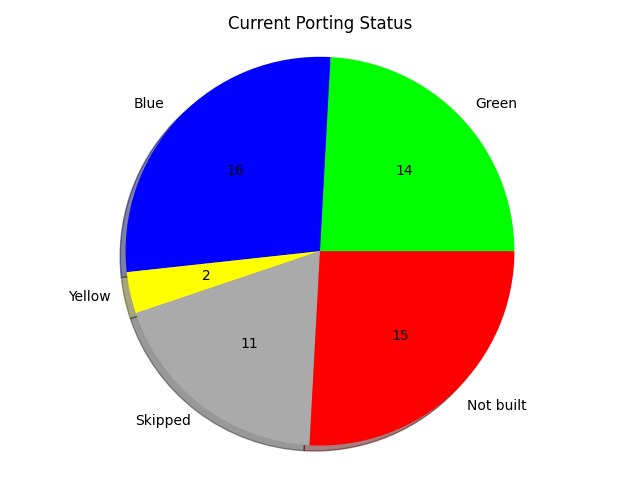 Current Porting Status
Blue
Green
16
14
2
Yellow
11
15
Skipped
Not built